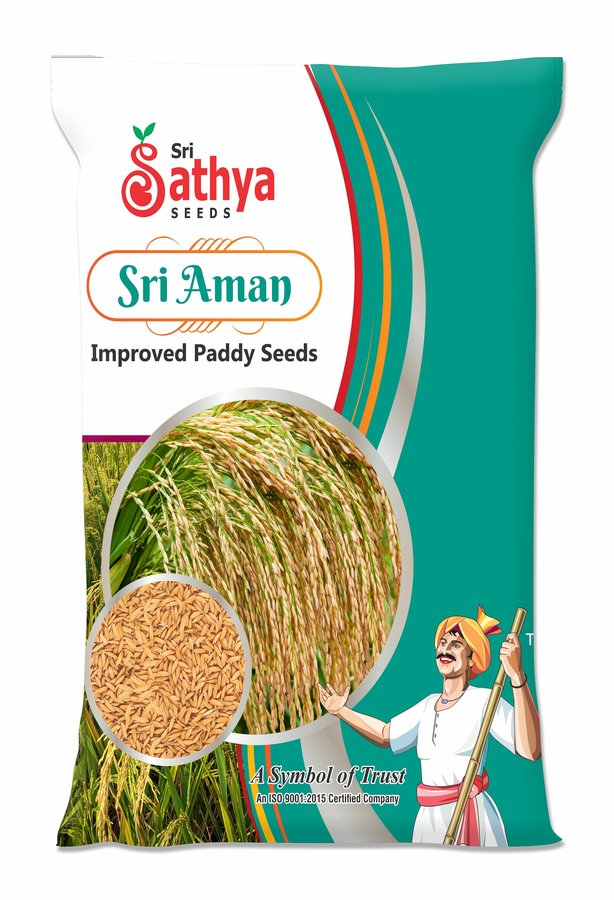 Sri
Sathya
SEEDS
Sri Aman
Improved Paddy Seeds
T
A Symbol of Trust
An ISO 9001:2015 Certified Company